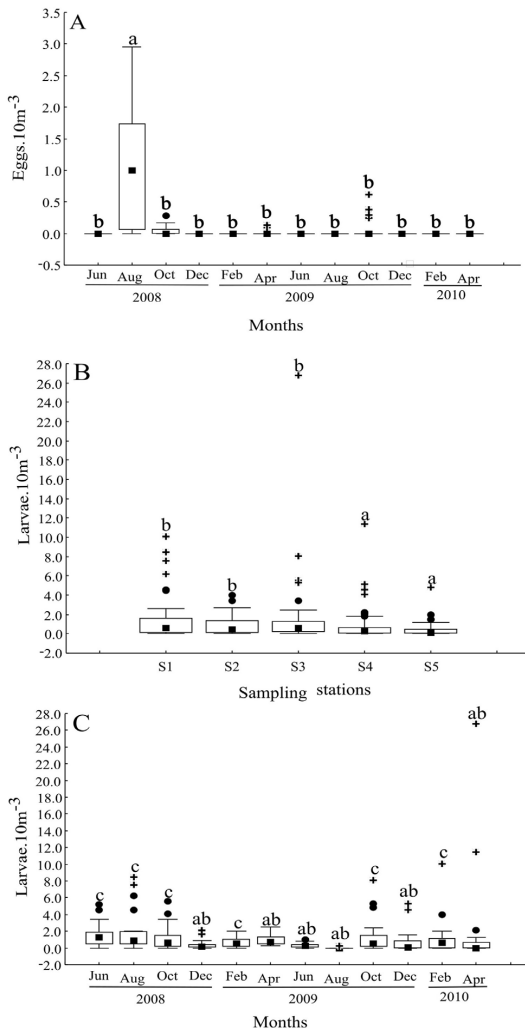 A
a
3.5
3.0
2.5
1.5
1.0
0.5
0.0
-0.5
Eggs.10m-3
b b b b b b b b b b b
Jun Aug Oct Dec Feb Apr Jun Aug Oct Dec Feb Apr
2008 2009 2010
Months
B
28.0
26.0
24.0
22.0
20.0
18.0
16.0
14.0
12.0
10.0
8.0
6.0
4.0
2.0
0.0
-2.0
Larvae.10m-3
b b b a a
S1 S2 S3 S4 S5
Sampling stations
C
28.0
26.0
24.0
22.0
20.0
18.0
16.0
14.0
12.0
10.0
8.0
6.0
4.0
2.0
0.0
-2.0
Larvae.10m-3
c c c ab c ab ab ab c ab c ab
Jun Aug Oct Dec Feb Apr Jun Aug Oct Dec Feb Apr
2008 2009 2010
Months